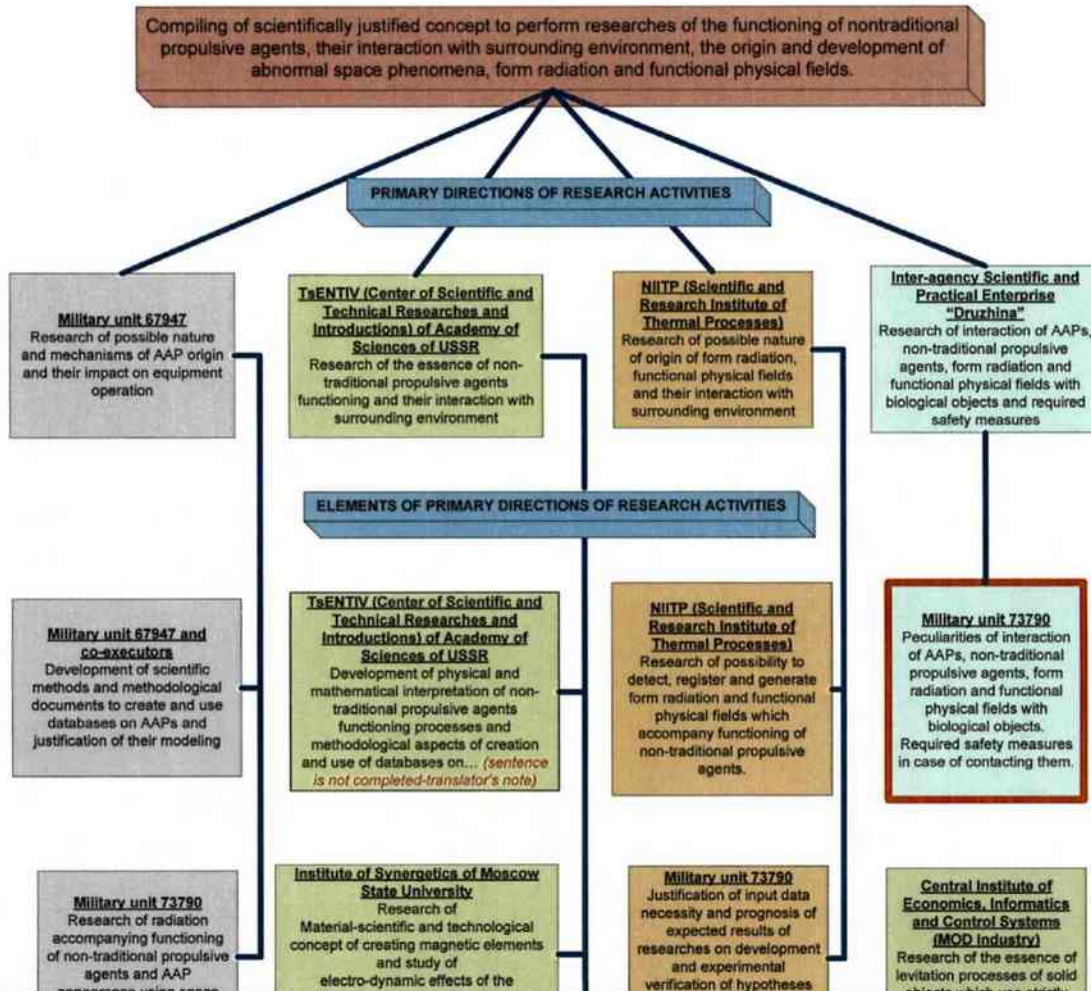 Compiling of scientifically justified concept to perform researches of the functioning of nontraditional
propulsive agents, their interaction with surrounding environment, the origin and development of
abnormal space phenomena, form radiation and functional physical fields.
PRIMARY DIRECTIONS OF RESEARCH ACTIVITIES
Military unit 67947
Research of possible nature
and mechanisms of AAP origin
and their impact on equipment
operation
TsENTIV (Center of Scientific and
Technical Researches and
Introductions) of Academy of
Sciences of USSR
Research of the essence of non-
traditional propulsive agents
functioning and their interaction with
surrounding environment
NIITP (Scientific and
Research Institute of
Thermal Processes)
Research of possible nature
of origin of form radiation,
functional physical fields
and their interaction with
surrounding environment
Inter-agency Scientific and
Practical Enterprise
"Druzhina"
Research of interaction of AAPs,
non-traditional propulsive
agents, form radiation and
functional physical fields with
biological objects and required
safety measures
ELEMENTS OF PRIMARY DIRECTIONS OF RESEARCH ACTIVITIES
Military unit 67947 and
co-executors
Development of scientific
methods and methodological
documents to create and use
databases on AAPs and
justification of their modeling
TsENTIV (Center of Scientific and
Technical Researches and
Introductions) of Academy of
Sciences of USSR
Development of physical and
mathematical interpretation of non-
traditional propulsive agents
functioning processes and
methodological aspects of creation
and use of databases on... (sentence
is not completed-translator's note)
NIITP (Scientific and
Research Institute of
Thermal Processes)
Research of possibility to
detect, register and generate
form radiation and functional
physical fields which
accompany functioning of
non-traditional propulsive
agents.
Military unit 73790
Peculiarities of interaction
of AAPs, non-traditional
propulsive agents, form
radiation and functional
physical fields with
biological objects.
Required safety measures
in case of contacting them.
Military unit 73790
Research of radiation
accompanying functioning
of non-traditional propulsive
agents and AAP
Institute of Synergetics of Moscow
State University
Research of
Material-scientific and technological
concept of creating magnetic elements
and study of
electro-dynamic effects of the
Military unit 73790
Justification of input data
necessity and prognosis of
expected results of
researches on development
and experimental
verification of hypotheses
Central Institute of
Economics, Informatics
and Control Systems
(MOD Industry)
Research of the essence of
levitation processes of solid
objects which use strictly